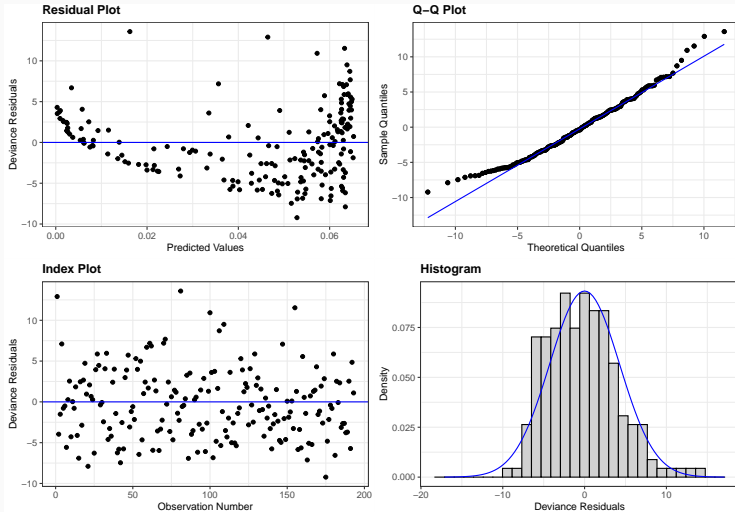 Residual Plot
Deviance Residuals
10
5
0
−5
−10
0.00 0.02 0.04 0.06
Predicted Values
Q−Q Plot
Sample Quantiles
10
5
0
−5
−10
−10 −5 0 5 10
Theoretical Quantiles
Index Plot
Deviance Residuals
10
5
0
−5
−10
0 50 100 150 200
Observation Number
Histogram
Density
0.075
0.050
0.025
0.000
−20 −10 0 10
Deviance Residuals